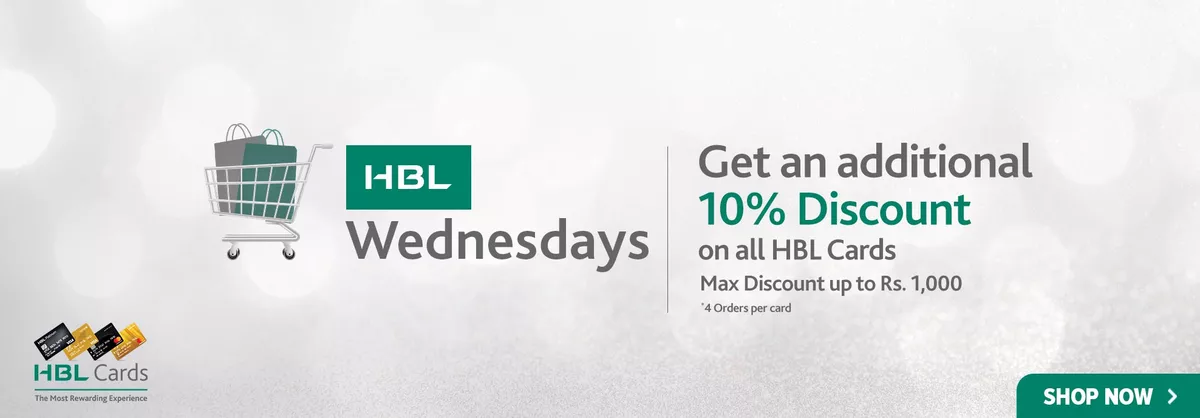 HBL
Wednesdays
Get an additional
10% Discount
on all HBL Cards
Max Discount up to Rs. 1,000
*4 Orders per card
HBL Cards
The Most Rewarding Experience
SHOP NOW